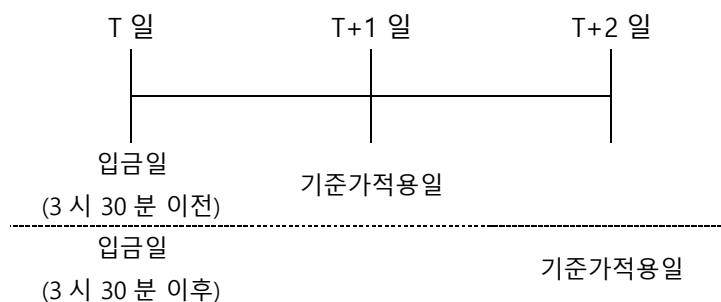 T 일 T+1 일 T+2 일
입금일
(3 시 30 분 이전)
기준가적용일
입금일
(3 시 30 분 이후)
기준가적용일